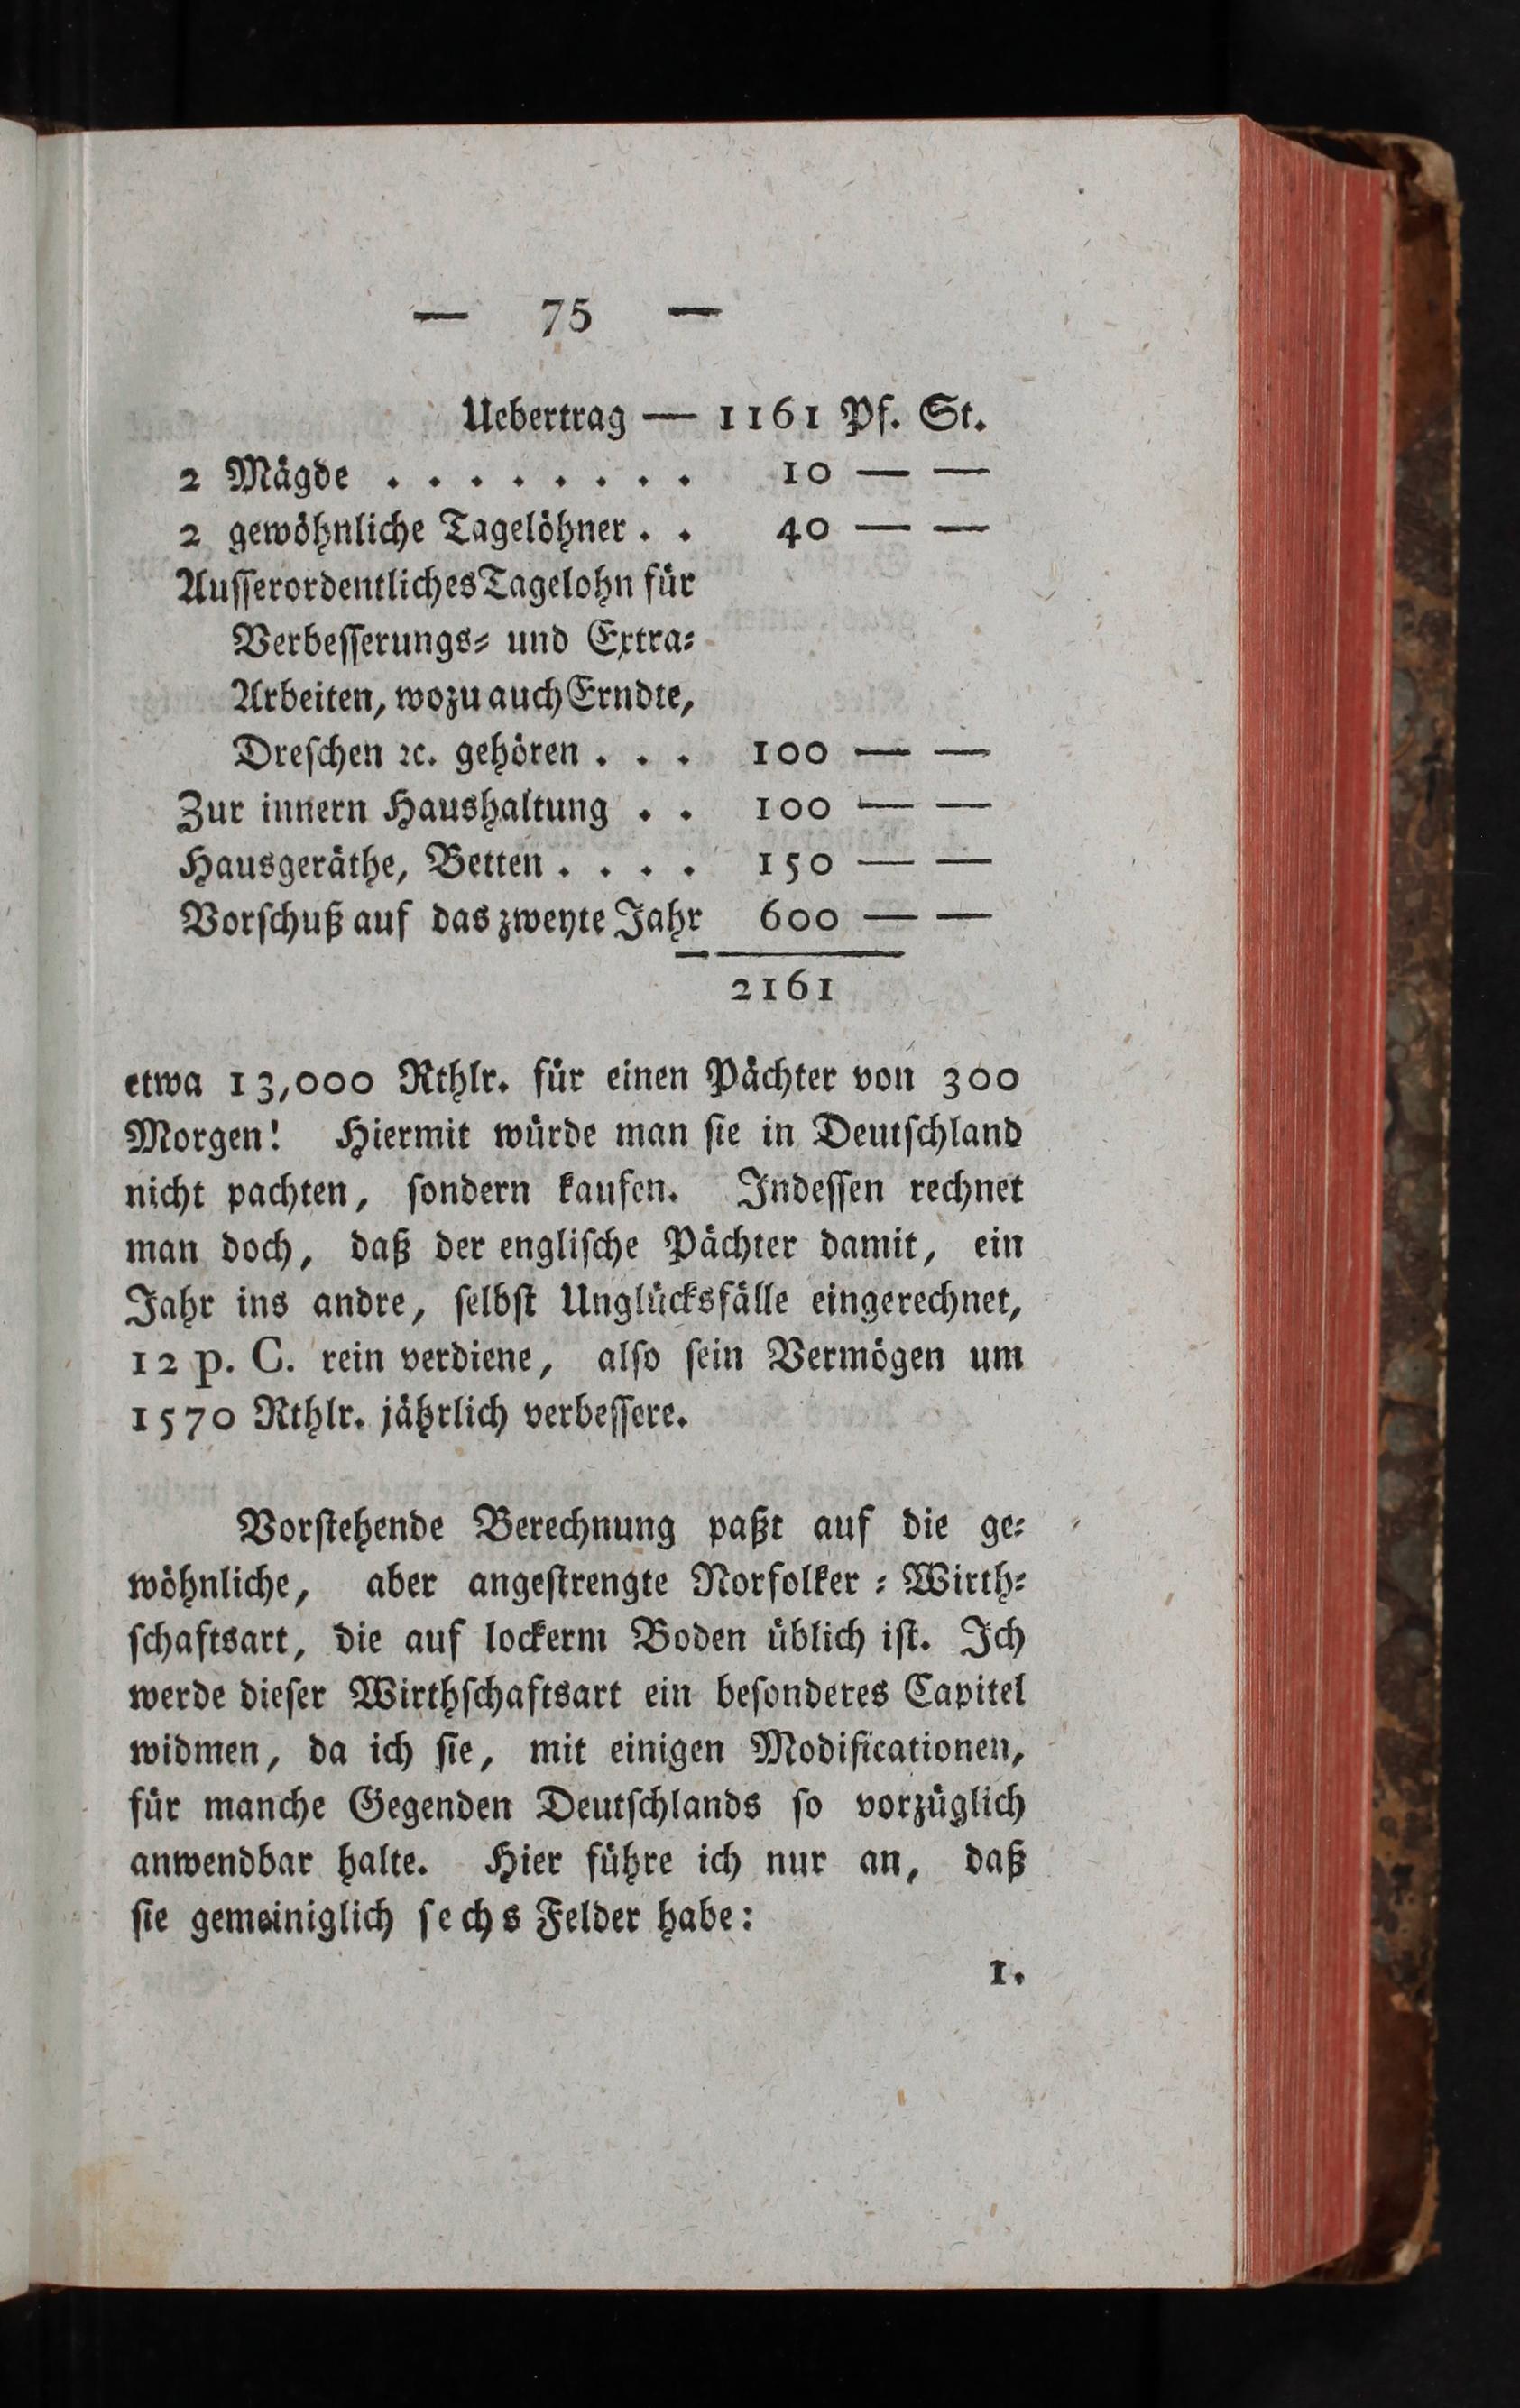 — 75 —
Uebertrag — 1161 Pf. St.
2 Mägde . . . . . . . . 10 — —
2 gewöhnliche Tagelöhner . . 40 — —
Ausserordentliches Tagelohn für
Verbesserungs= und Extra=
Arbeiten, wozu auch Erndte,
Dreschen ꝛc. gehören . . . 100 — —
Zur innern Haushaltung . . 100 — —
Hausgeräthe, Betten . . . . 150 — —
Vorschuß auf das zweyte Jahr 600 — —
2161
etwa 13,000 Rthlr. für einen Pächter von 300
Morgen! Hiermit würde man sie in Deutschland
nicht pachten, sondern kaufen. Indessen rechnet
man doch, daß der englische Pächter damit, ein
Jahr ins andre, selbst Unglücksfälle eingerechnet,
12 p. C. rein verdiene, also sein Vermögen um
1570 Rthlr. jährlich verbessere.
Vorstehende Berechnung paßt auf die ge=
wöhnliche, aber angestrengte Norfolker = Wirth=
schaftsart, die auf lockerm Boden üblich ist. Ich
werde dieser Wirthschaftsart ein besonderes Capitel
widmen, da ich sie, mit einigen Modificationen,
für manche Gegenden Deutschlands so vorzüglich
anwendbar halte. Hier führe ich nur an, daß
sie gemeiniglich sechs Felder habe:
1.